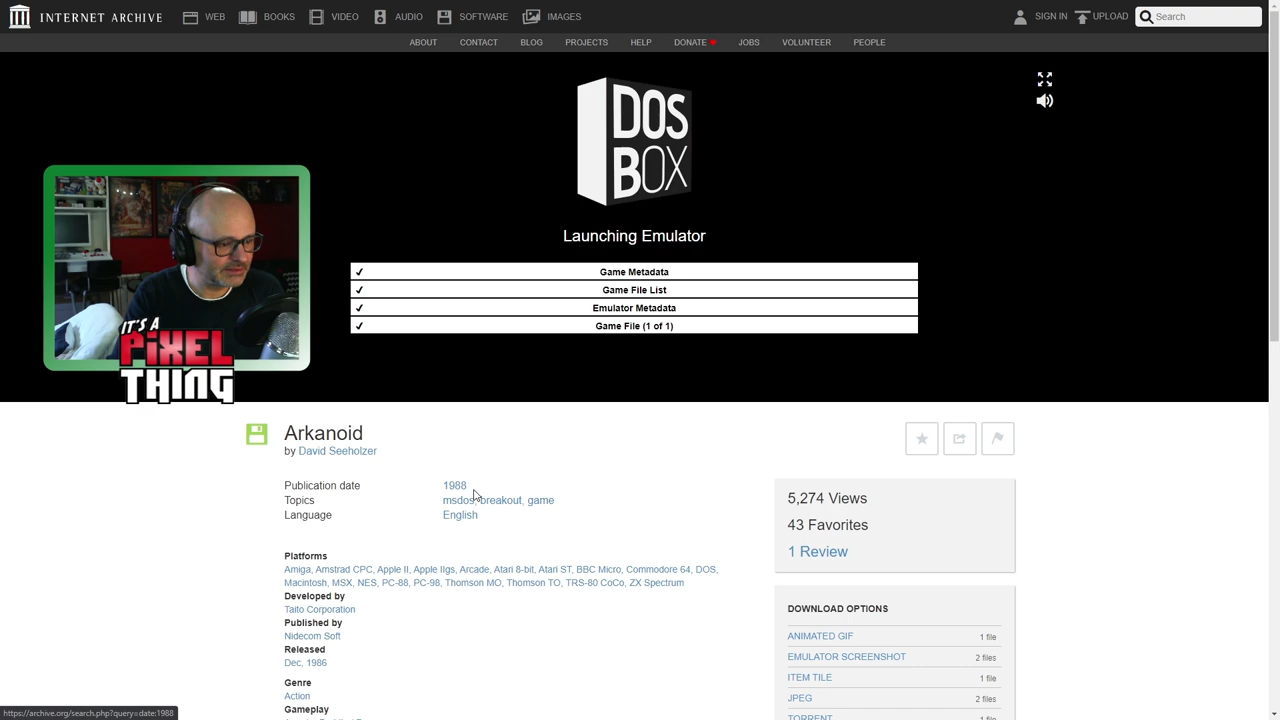 INTERNET ARCHIVE
WEB BOOKS VIDEO AUDIO SOFTWARE IMAGES SIGN IN UPLOAD Search
ABOUT CONTACT BLOG PROJECTS HELP DONATE JOBS VOLUNTEER PEOPLE
DOS
BOX
Launching Emulator
✓ Game Metadata
✓ Game File List
✓ Emulator Metadata
✓ Game File (1 of 1)
IT'S A
PIXEL
THING
Arkanoid
by David Seeholzer
Publication date 1988
Topics msdos, breakout, game
Language English
Platforms
Amiga, Amstrad CPC, Apple II, Apple IIgs, Arcade, Atari 8-bit, Atari ST, BBC Micro, Commodore 64, DOS,
Macintosh, MSX, NES, PC-88, PC-98, Thomson MO, Thomson TO, TRS-80 CoCo, ZX Spectrum
Developed by
Taito Corporation
Published by
Nidecom Soft
Released
Dec, 1986
Genre
Action
Gameplay
5,274 Views
43 Favorites
1 Review
DOWNLOAD OPTIONS
ANIMATED GIF 1 file
EMULATOR SCREENSHOT 2 files
ITEM TILE 1 file
JPEG 2 files
TORRENT 1 file
https://archive.org/search.php?query=date:1988